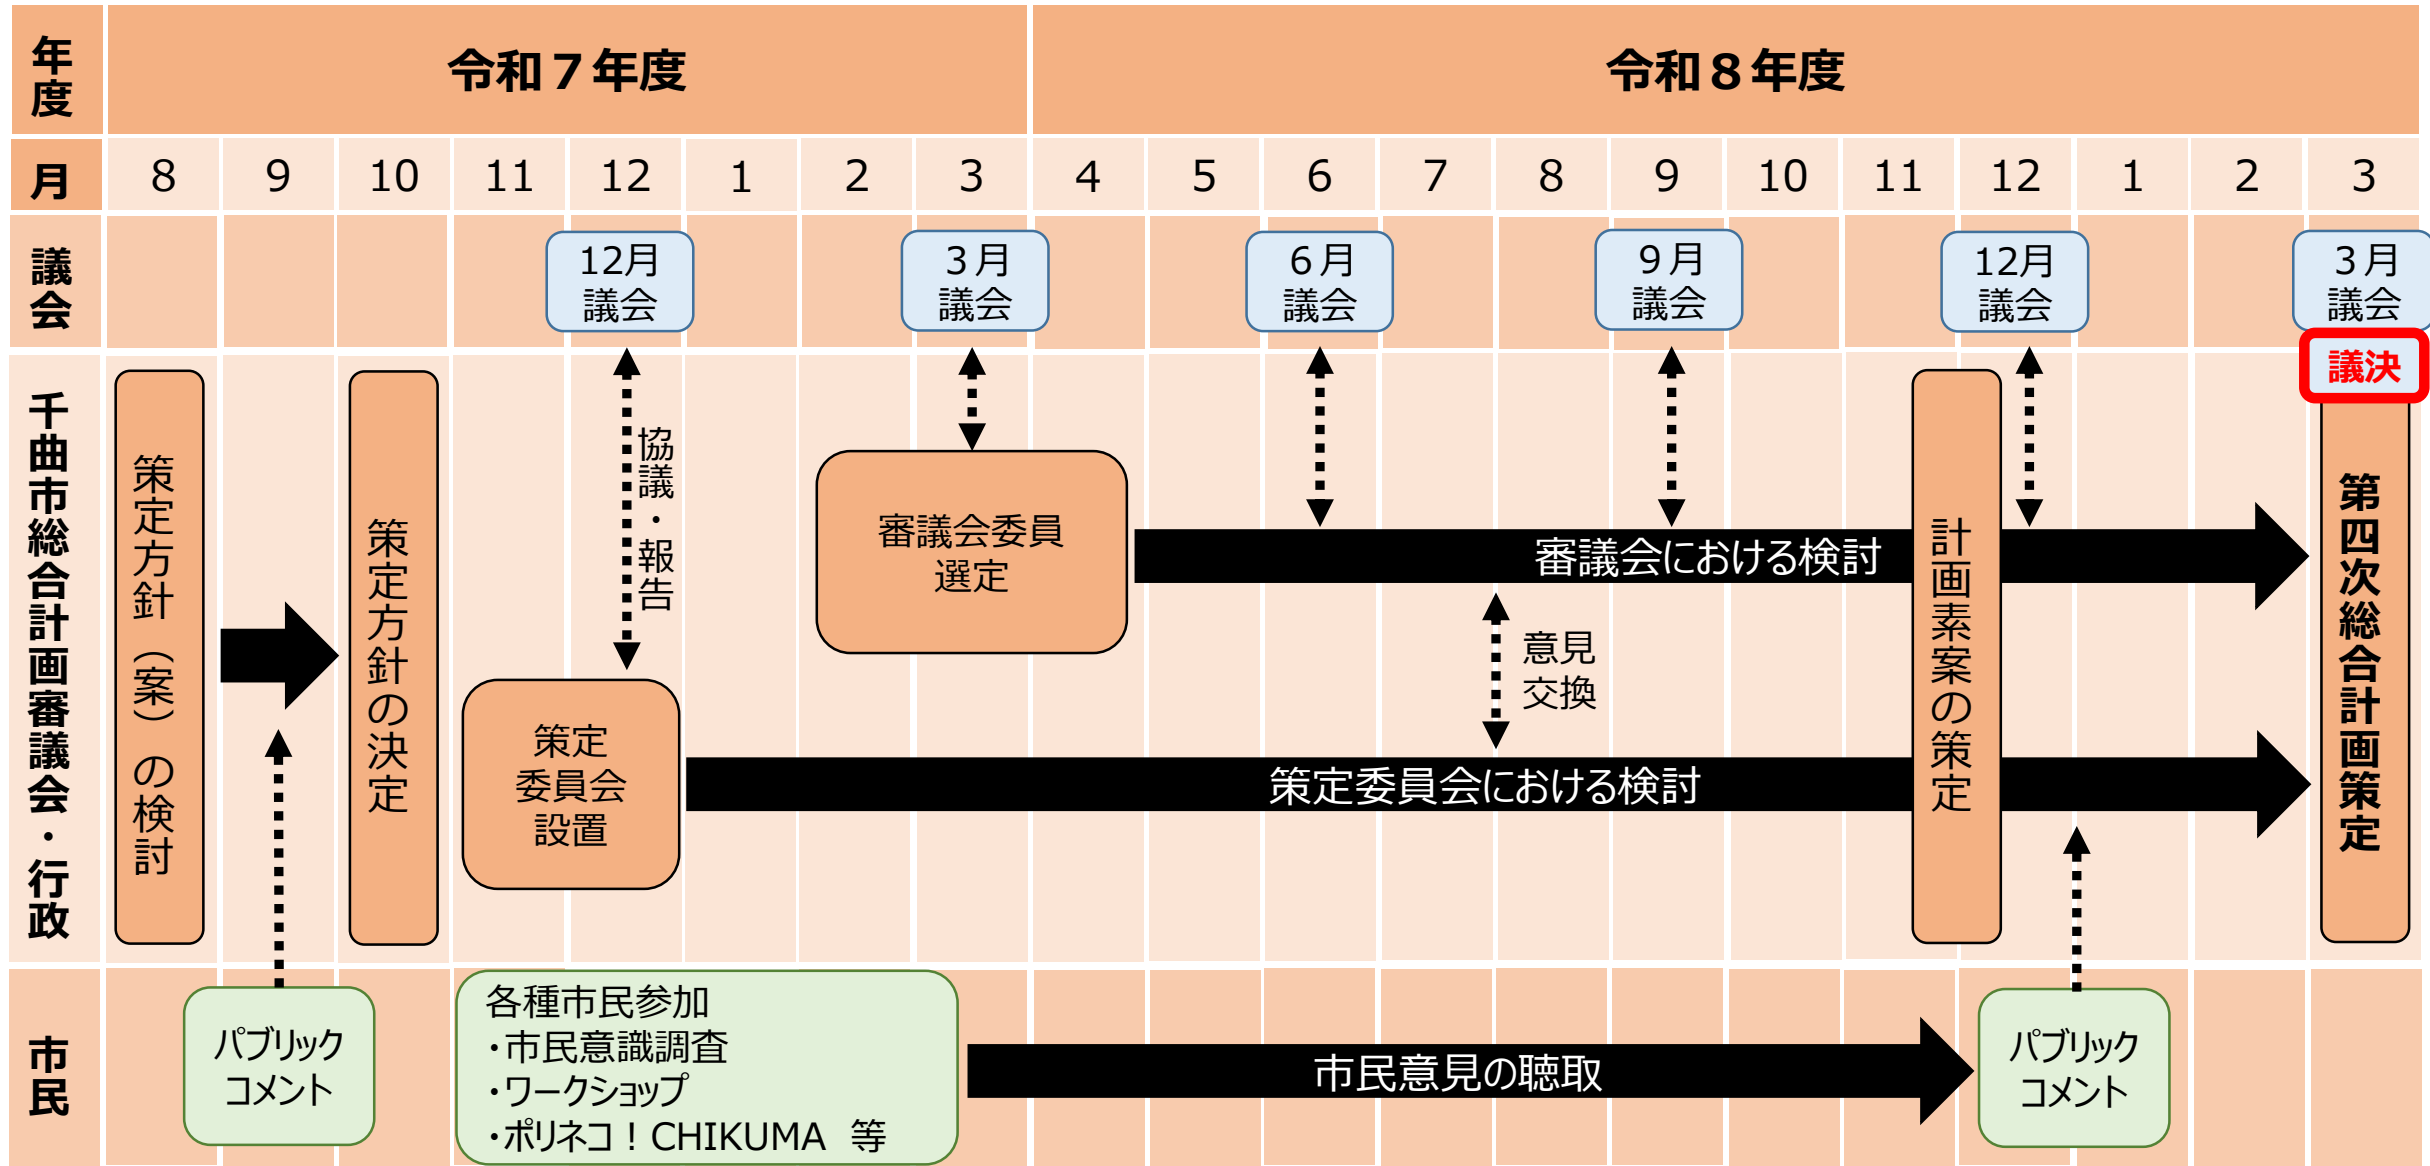 年度
令和７年度
令和８年度
月
8
9
10
11
12
1
2
3
4
5
6
7
8
9
10
11
12
1
2
3
議会
12月
議会
３月
議会
６月
議会
９月
議会
12月
議会
３月
議会
議決
千曲市総合計画審議会・行政
策定方針（案）の検討
策定方針の決定
協議・報告
策定
委員会
設置
審議会委員
選定
審議会における検討
意見
交換
策定委員会における検討
計画素案の策定
第四次総合計画策定
市民
パブリック
コメント
各種市民参加
・市民意識調査
・ワークショップ
・ポリネコ！CHIKUMA 等
市民意見の聴取
パブリック
コメント